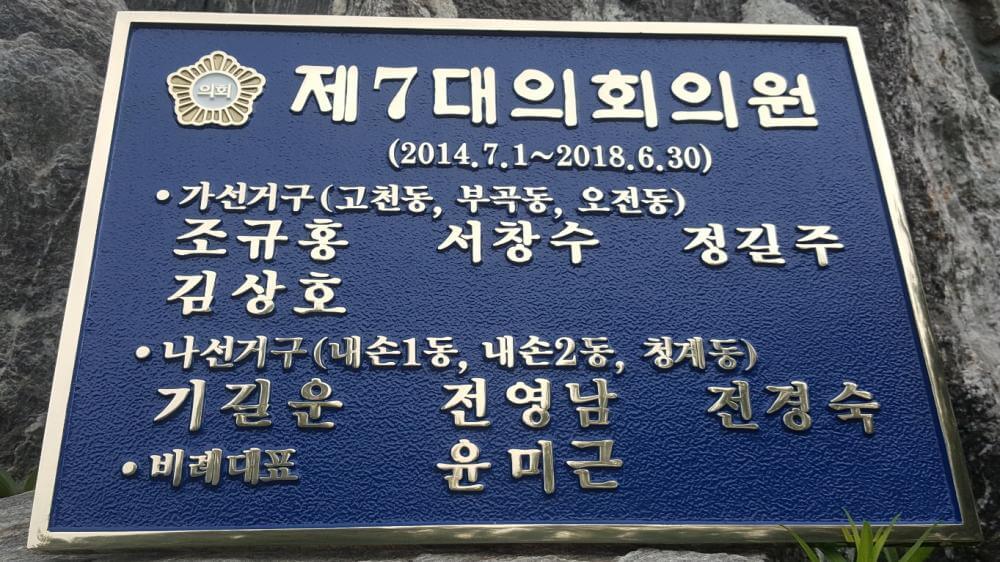 의회
제7대의회의원
(2014.7.1~2018.6.30)
• 가선거구(고천동, 부곡동, 오전동)
조규홍 서창수 정길주
김상호
• 나선거구(내손1동, 내손2동, 청계동)
기길운 전영남 전경숙
• 비례대표 윤미근